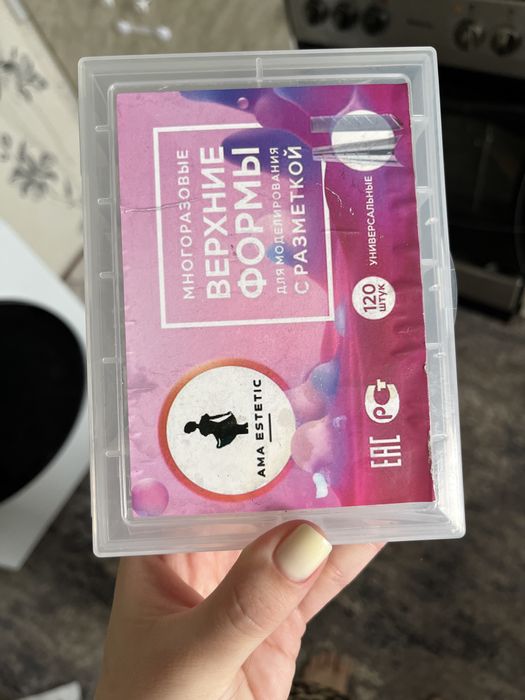 МНОГОРАЗОВЫЕ
ВЕРХНИЕ
ФОРМЫ
ДЛЯ МОДЕЛИРОВАНИЯ
С РАЗМЕТКОЙ
УНИВЕРСАЛЬНЫЕ
120
ШТУК
AMA ESTETIC
ЕАС
РСТ